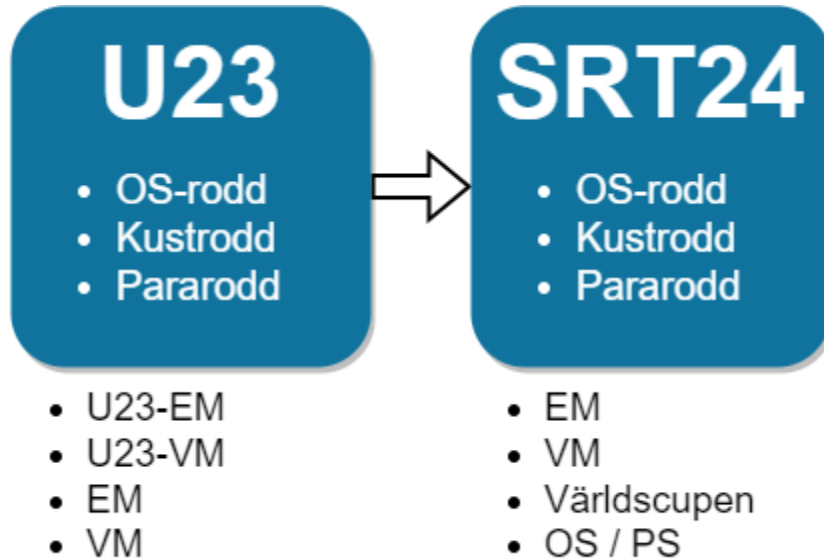 U23
• OS-rodd
• Kustrodd
• Pararodd
• U23-EM
• U23-VM
• EM
• VM
SRT24
• OS-rodd
• Kustrodd
• Pararodd
• EM
• VM
• Världscupen
• OS / PS